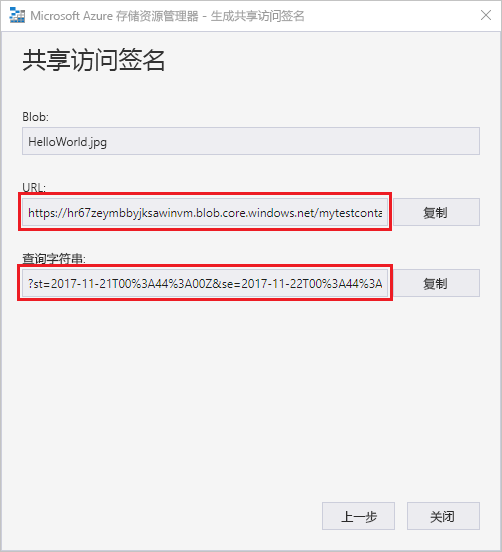 Microsoft Azure 存储资源管理器 - 生成共享访问签名
共享访问签名
Blob:
HelloWorld.jpg
URL:
https://hr67zeymbbyjksawinvm.blob.core.windows.net/mytestconta
复制
查询字符串:
?st=2017-11-21T00%3A44%3A00Z&se=2017-11-22T00%3A44%3A
复制
上一步
关闭